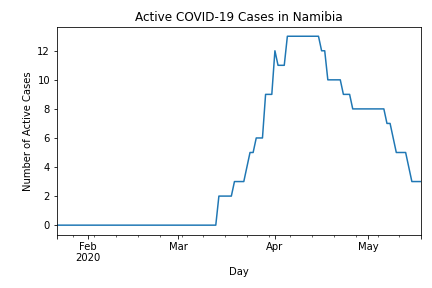 Active COVID-19 Cases in Namibia
Number of Active Cases
12
10
8
6
4
2
0
Feb
2020
Mar
Apr
May
Day